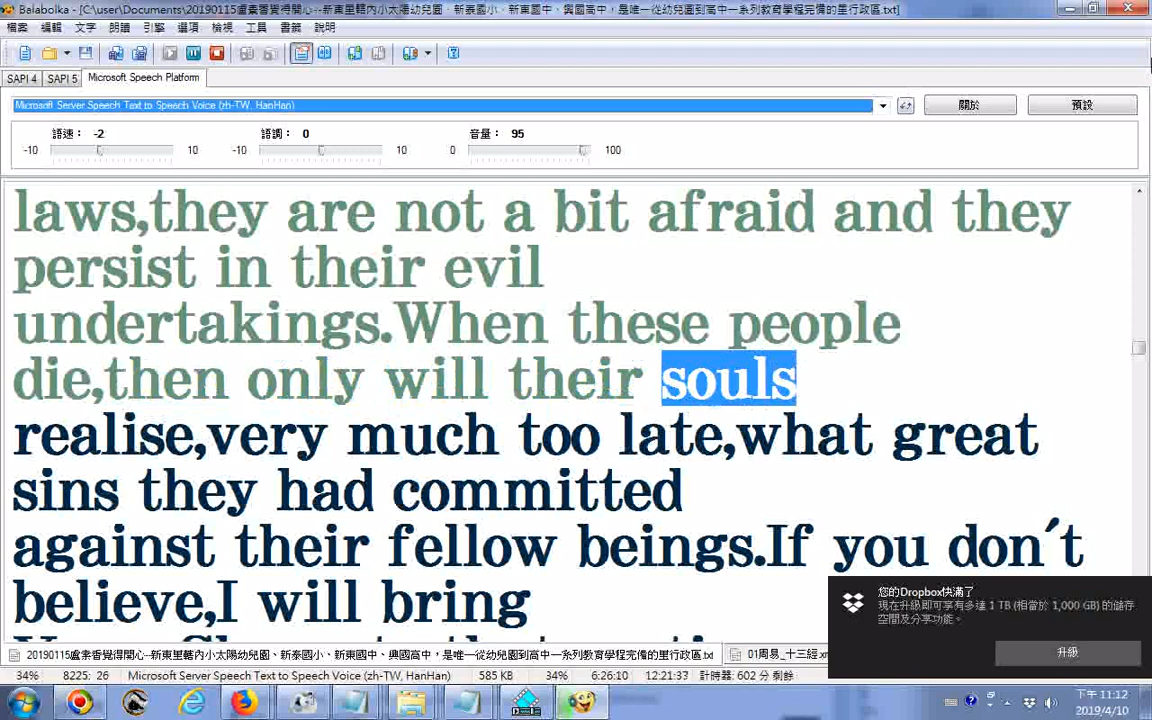 Balabolka - [C:\user\Documents\20190115盧素香覺得開心--新東里轄內小太陽幼兒園、新泰國小、新東國中、興國高中，是唯一從幼兒園到高中一系列教育學程完備的里行政區.txt]
檔案 編輯 文字 朗讀 引擎 選項 檢視 工具 書籤 說明
SAPI 4 SAPI 5 Microsoft Speech Platform
Microsoft Server Speech Text to Speech Voice (zh-TW, HanHan) 關於 預設
語速： -2 語調： 0 音量： 95
-10 10 -10 10 0 100
laws,they are not a bit afraid and they
persist in their evil
undertakings.When these people
die,then only will their souls
realise,very much too late,what great
sins they had committed
against their fellow beings.If you don't
believe,I will bring
您的Dropbox快滿了
現在升級即可享有多達 1 TB (相當於 1,000 GB) 的儲存
空間及分享功能。
升級
20190115盧素香覺得開心--新東里轄內小太陽幼兒園、新泰國小、新東國中、興國高中，是唯一從幼兒園到高中一系列教育學程完備的里行政區.txt 01周易_十三經
34% 8225: 26 Microsoft Server Speech Text to Speech Voice (zh-TW, HanHan) 585 KB 34% 6:26:10 12:21:37 計時器: 602 分 剩餘
下午 11:12
2019/4/10